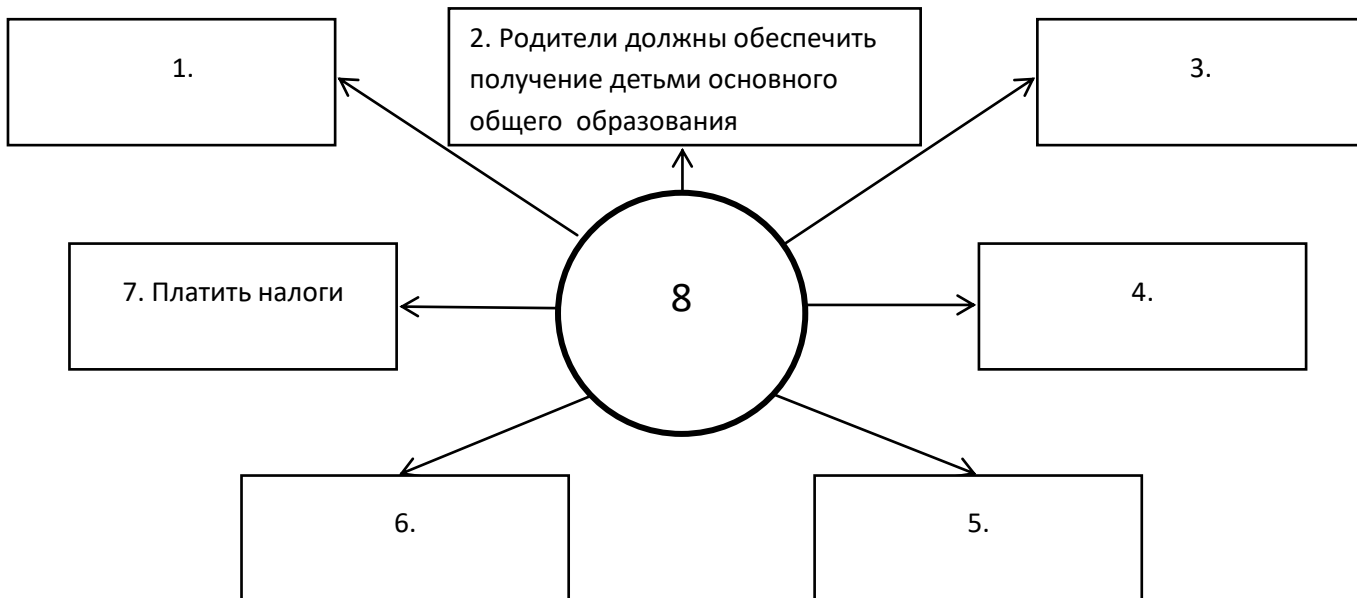 1.
2. Родители должны обеспечить
получение детьми основного
общего образования
3.
7. Платить налоги
8
4.
6.
5.